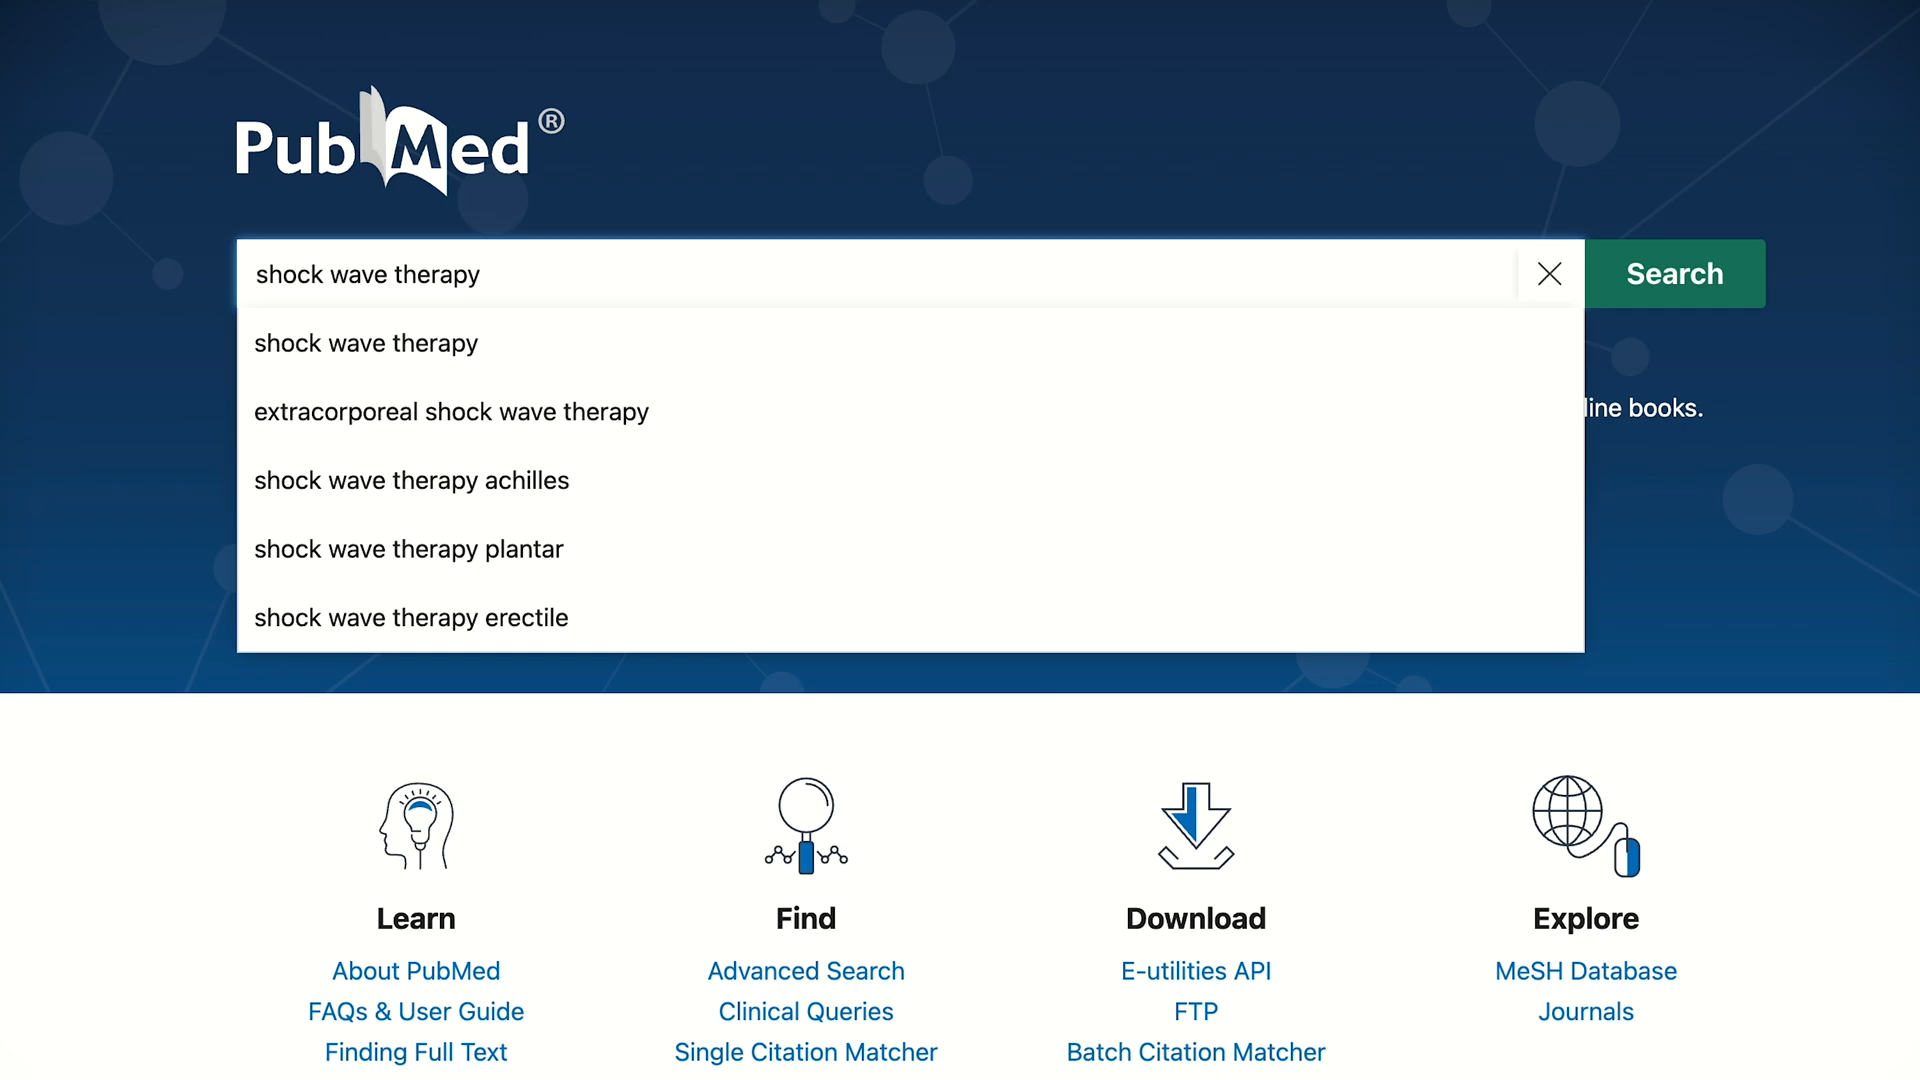 PubMed®
shock wave therapy
Search
shock wave therapy
extracorporeal shock wave therapy
line books.
shock wave therapy achilles
shock wave therapy plantar
shock wave therapy erectile
Learn
About PubMed
FAQs & User Guide
Finding Full Text
Find
Advanced Search
Clinical Queries
Single Citation Matcher
Download
E-utilities API
FTP
Batch Citation Matcher
Explore
MeSH Database
Journals